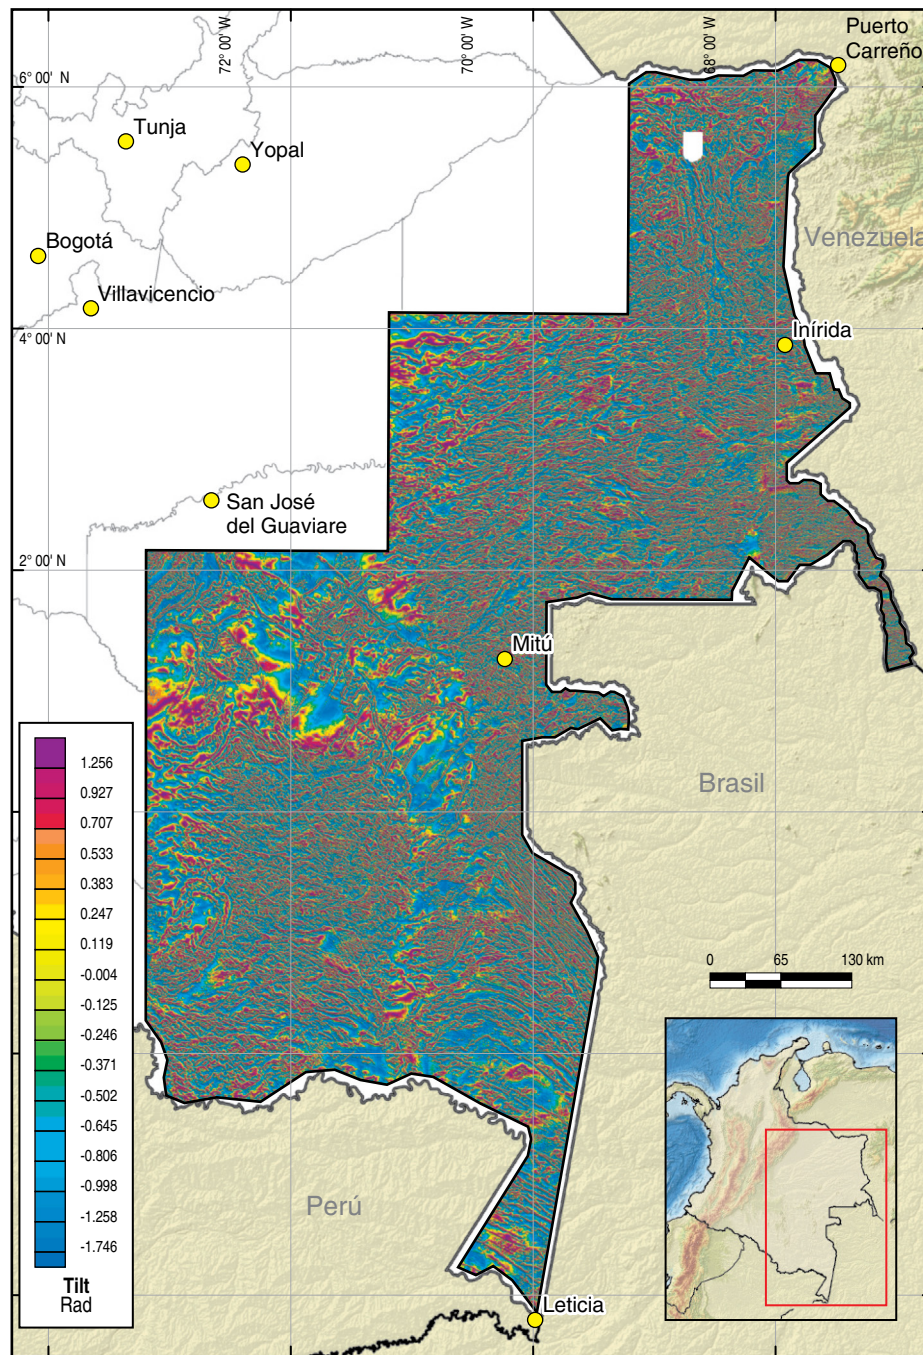 72° 00' W
70° 00' W
68° 00' W
Puerto
Carreño
6° 00' N
Tunja
Yopal
Bogotá
Venezuela
Villavicencio
4° 00' N
Inírida
San José
del Guaviare
2° 00' N
Mitú
Brasil
1.256
0.927
0.707
0.533
0.383
0.247
0.119
-0.004
-0.125
-0.246
-0.371
-0.502
-0.645
-0.806
-0.998
-1.258
-1.746
Tilt
Rad
0 65 130 km
Perú
Leticia